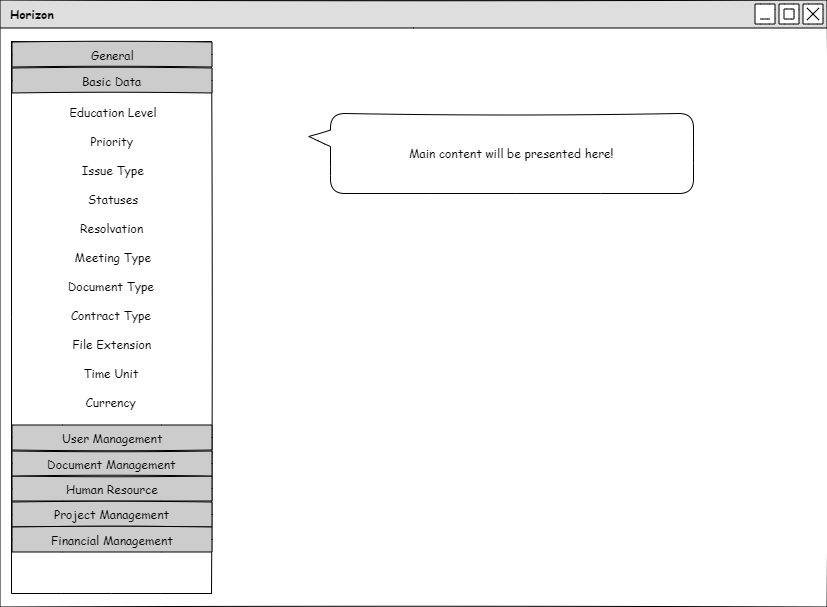 Horizon
General
Basic Data
Education Level
Priority
Issue Type
Statuses
Resolvation
Meeting Type
Document Type
Contract Type
File Extension
Time Unit
Currency
User Management
Document Management
Human Resource
Project Management
Financial Management
Main content will be presented here!